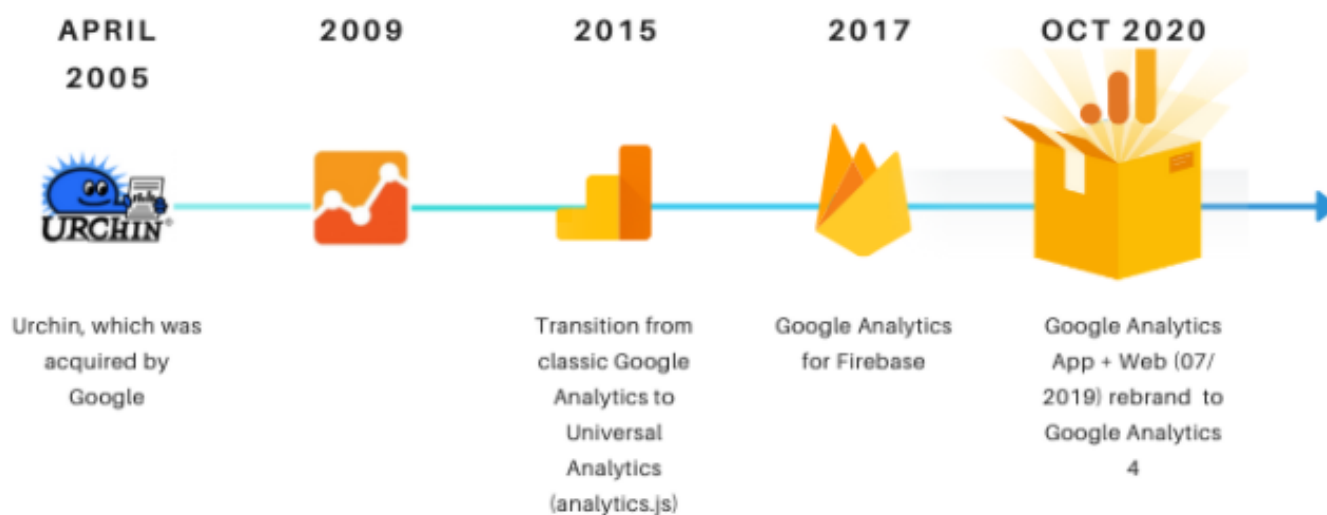 APRIL
2005
2009
2015
2017
OCT 2020
URCHIN®
Urchin, which was
acquired by
Google
Transition from
classic Google
Analytics to
Universal
Analytics
(analytics.js)
Google Analytics
for Firebase
Google Analytics
App + Web (07/
2019) rebrand to
Google Analytics
4